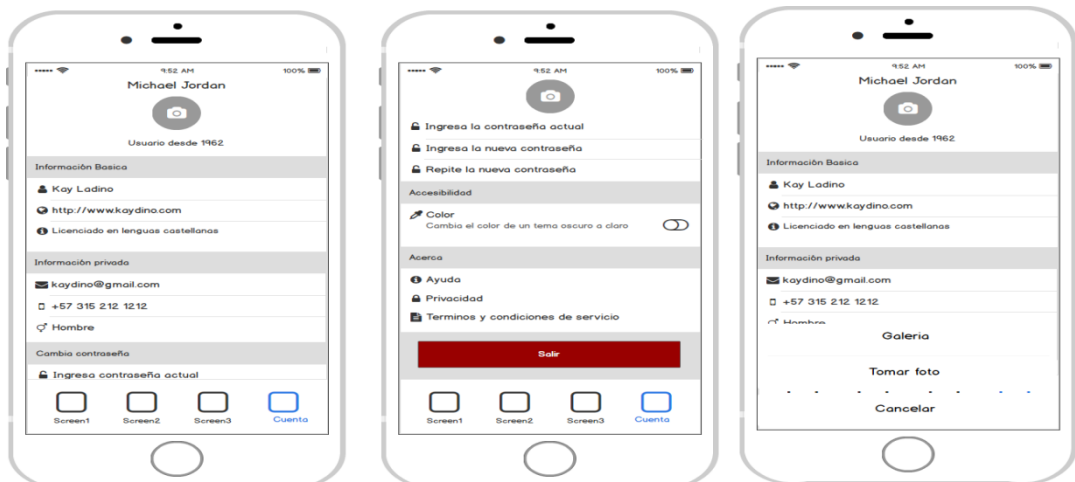 9:52 AM
100%
Michael Jordan
Usuario desde 1962
Información Basica
Kay Ladino
http://www.kaydino.com
Licenciado en lenguas castellanas
Información privada
kaydino@gmail.com
+57 315 212 1212
Hombre
Cambia contraseña
Ingresa contraseña actual
Screen1
Screen2
Screen3
Cuenta
9:52 AM
100%
Ingresa la contraseña actual
Ingresa la nueva contraseña
Repite la nueva contraseña
Accesibilidad
Color
Cambia el color de un tema oscuro a claro
Acerca
Ayuda
Privacidad
Terminos y condiciones de servicio
Salir
Screen1
Screen2
Screen3
Cuenta
9:52 AM
100%
Michael Jordan
Usuario desde 1962
Información Basica
Kay Ladino
http://www.kaydino.com
Licenciado en lenguas castellanas
Información privada
kaydino@gmail.com
+57 315 212 1212
Hombre
Galeria
Tomar foto
Cancelar